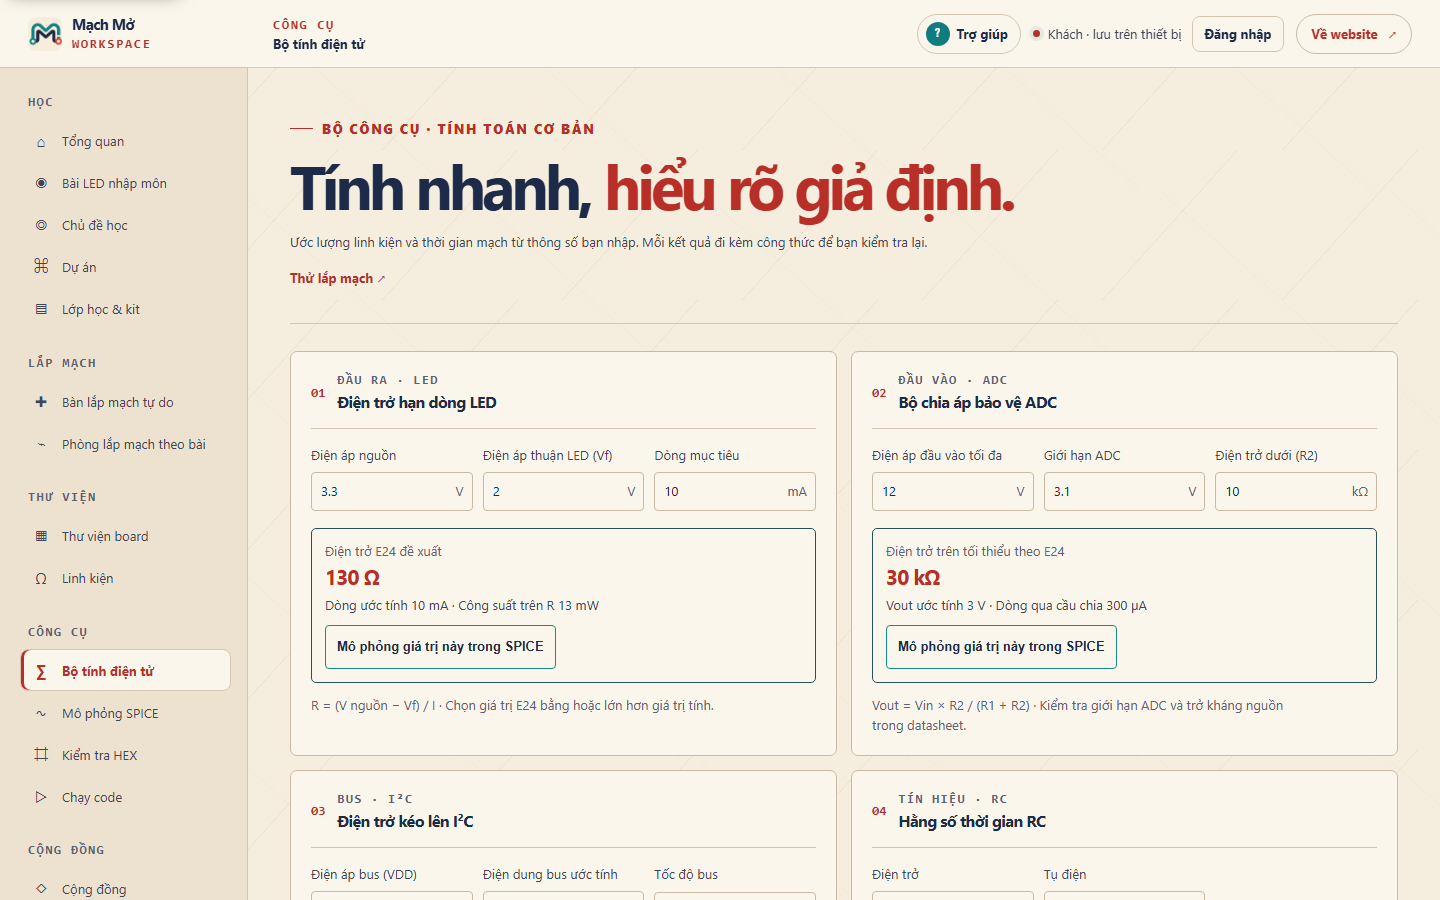 Mạch Mở
WORKSPACE
CÔNG CỤ
Bộ tính điện tử
? Trợ giúp
Khách · lưu trên thiết bị
Đăng nhập
Về website ↗
HỌC
Tổng quan
Bài LED nhập môn
Chủ đề học
Dự án
Lớp học & kit
LẮP MẠCH
Bàn lắp mạch tự do
Phòng lắp mạch theo bài
THƯ VIỆN
Thư viện board
Ω Linh kiện
CÔNG CỤ
∑ Bộ tính điện tử
Mô phỏng SPICE
Kiểm tra HEX
Chạy code
CỘNG ĐỒNG
Cộng đồng
BỘ CÔNG CỤ · TÍNH TOÁN CƠ BẢN
Tính nhanh, hiểu rõ giả định.
Ước lượng linh kiện và thời gian mạch từ thông số bạn nhập. Mỗi kết quả đi kèm công thức để bạn kiểm tra lại.
Thử lắp mạch ↗
01
ĐẦU RA · LED
Điện trở hạn dòng LED
Điện áp nguồn
Điện áp thuận LED (Vf)
Dòng mục tiêu
3.3 V
2 V
10 mA
Điện trở E24 đề xuất
130 Ω
Dòng ước tính 10 mA · Công suất trên R 13 mW
Mô phỏng giá trị này trong SPICE
R = (V nguồn − Vf) / I · Chọn giá trị E24 bằng hoặc lớn hơn giá trị tính.
02
ĐẦU VÀO · ADC
Bộ chia áp bảo vệ ADC
Điện áp đầu vào tối đa
Giới hạn ADC
Điện trở dưới (R2)
12 V
3.1 V
10 kΩ
Điện trở trên tối thiểu theo E24
30 kΩ
Vout ước tính 3 V · Dòng qua cầu chia 300 µA
Mô phỏng giá trị này trong SPICE
Vout = Vin × R2 / (R1 + R2) · Kiểm tra giới hạn ADC và trở kháng nguồn
trong datasheet.
03
BUS · I²C
Điện trở kéo lên I²C
Điện áp bus (VDD)
Điện dung bus ước tính
Tốc độ bus
04
TÍN HIỆU · RC
Hằng số thời gian RC
Điện trở
Tụ điện